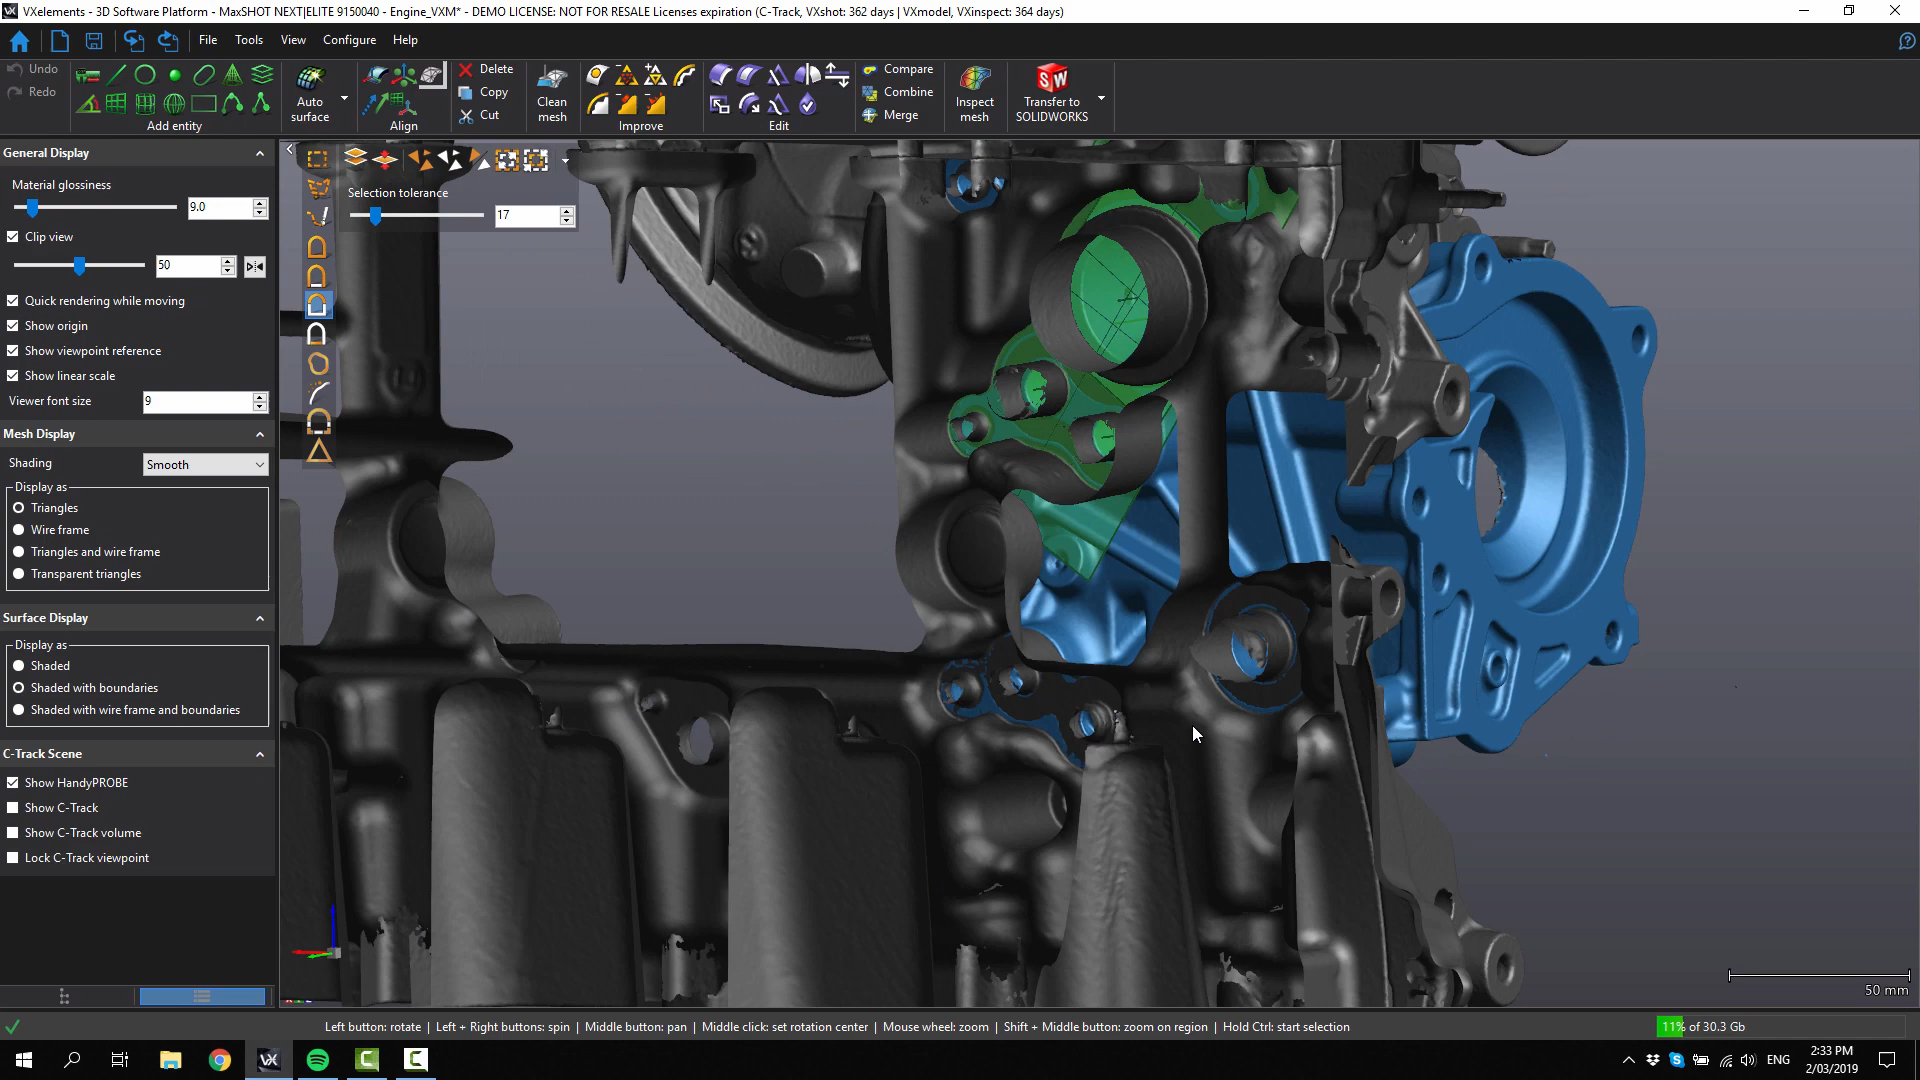 VXelements - 3D Software Platform - MaxSHOT NEXT|ELITE 9150040 - Engine_VXM* - DEMO LICENSE: NOT FOR RESALE Licenses expiration (C-Track, VXshot: 362 days | VXmodel, VXinspect: 364 days)
File Tools View Configure Help
Undo
Redo
Add entity
Auto surface
Align
Delete
Copy
Cut
Clean mesh
Improve
Edit
Compare
Combine
Merge
Inspect mesh
SW
Transfer to SOLIDWORKS
General Display
Material glossiness
9.0
Clip view
50
Quick rendering while moving
Show origin
Show viewpoint reference
Show linear scale
Viewer font size 9
Mesh Display
Shading Smooth
Display as
Triangles
Wire frame
Triangles and wire frame
Transparent triangles
Surface Display
Display as
Shaded
Shaded with boundaries
Shaded with wire frame and boundaries
C-Track Scene
Show HandyPROBE
Show C-Track
Show C-Track volume
Lock C-Track viewpoint
Selection tolerance
17
50 mm
Left button: rotate | Left + Right buttons: spin | Middle button: pan | Middle click: set rotation center | Mouse wheel: zoom | Shift + Middle button: zoom on region | Hold Ctrl: start selection
11% of 30.3 Gb
VX
ENG
2:33 PM
2/03/2019